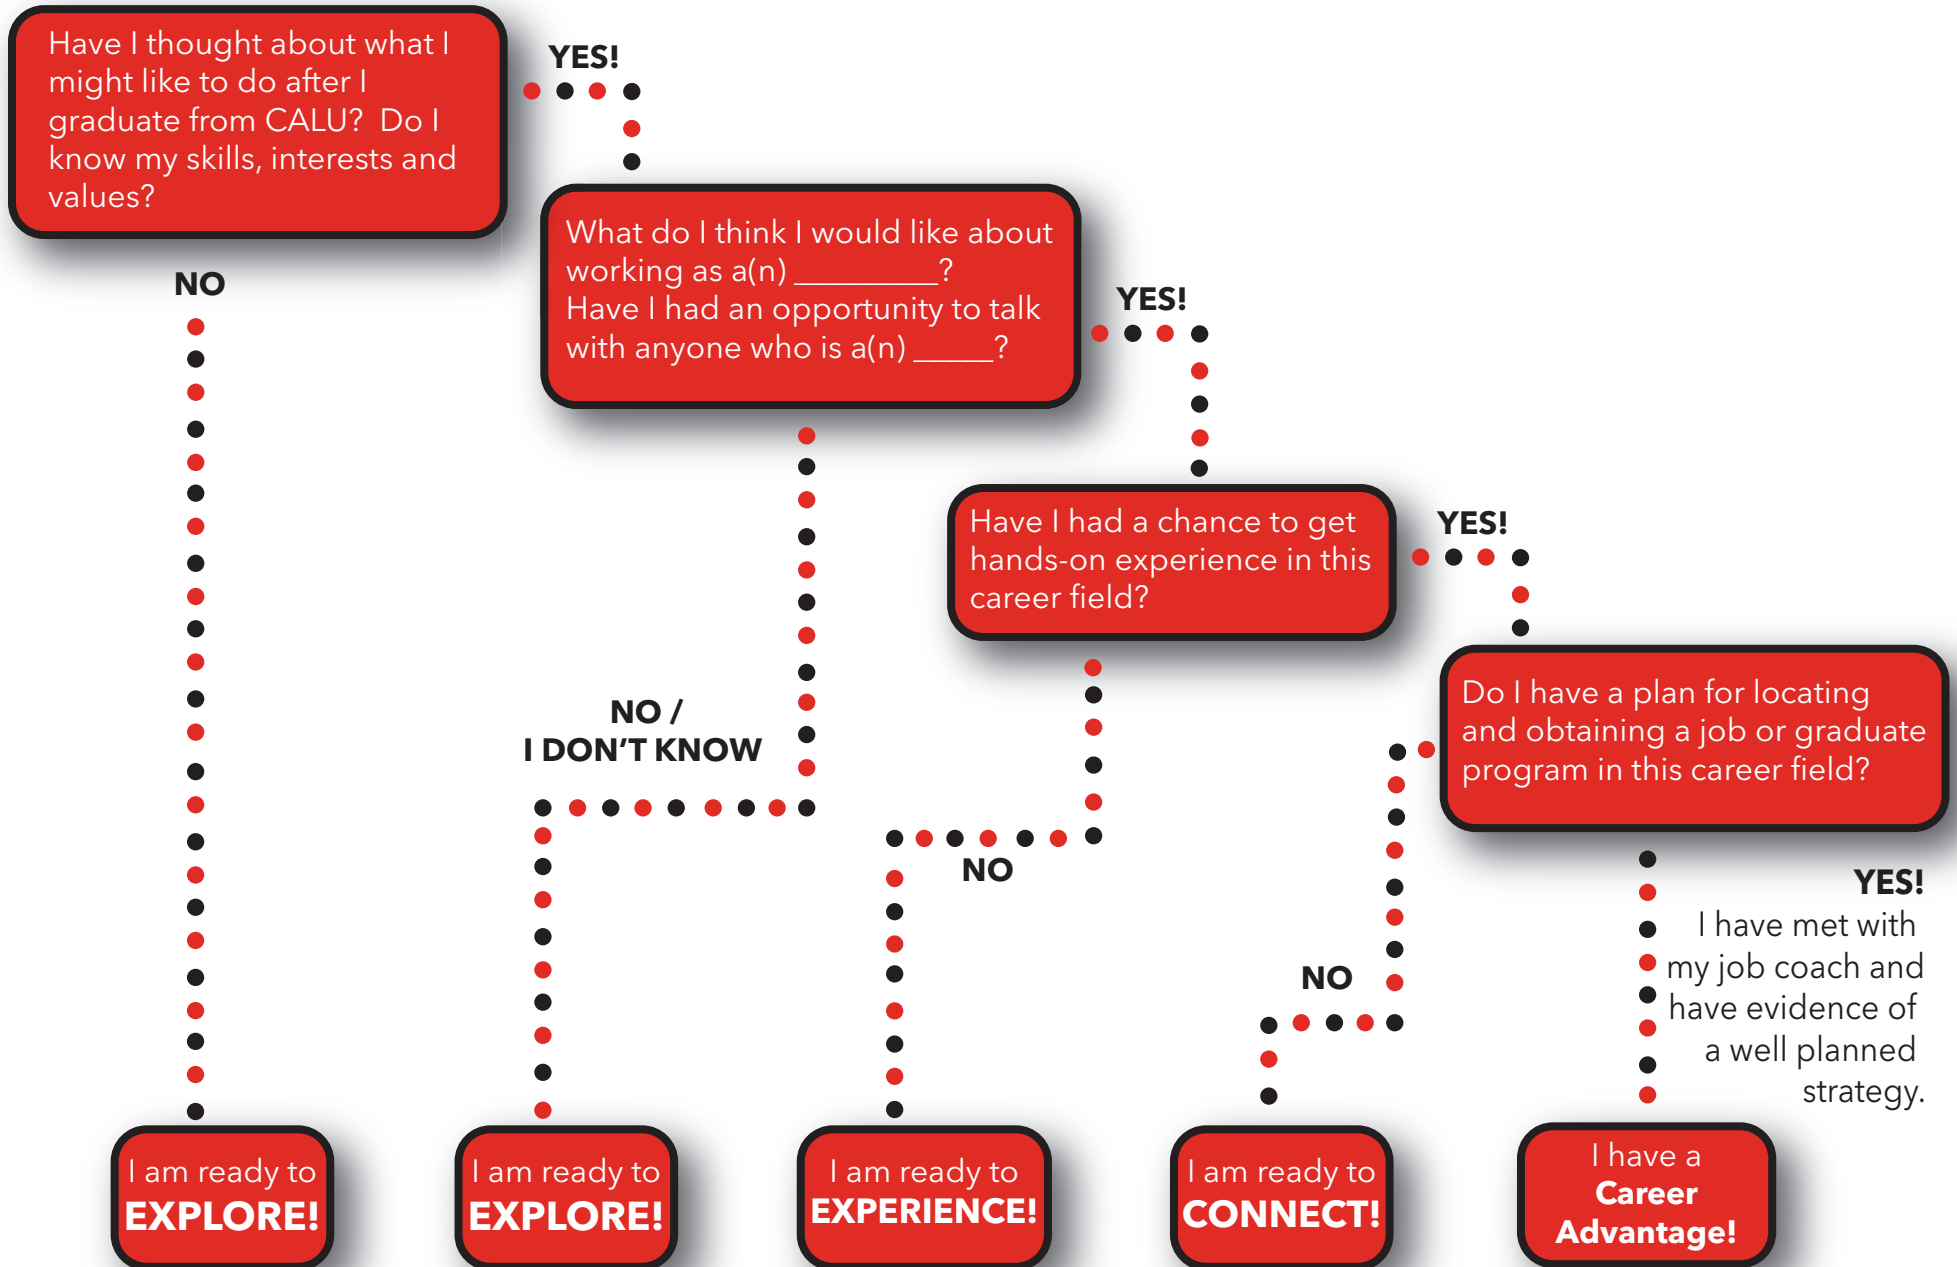 Have I thought about what I
might like to do after I
graduate from CALU?  Do I
know my skills, interests and
values?
YES!
NO
What do I think I would like about
working as a(n) _________?
Have I had an opportunity to talk
with anyone who is a(n) _____?
YES!
NO /
I DON'T KNOW
Have I had a chance to get
hands-on experience in this
career field?
YES!
NO
Do I have a plan for locating
and obtaining a job or graduate
program in this career field?
NO
YES!
I have met with
my job coach and
have evidence of
a well planned
strategy.
I am ready to
EXPLORE!
I am ready to
EXPLORE!
I am ready to
EXPERIENCE!
I am ready to
CONNECT!
I have a
Career
Advantage!